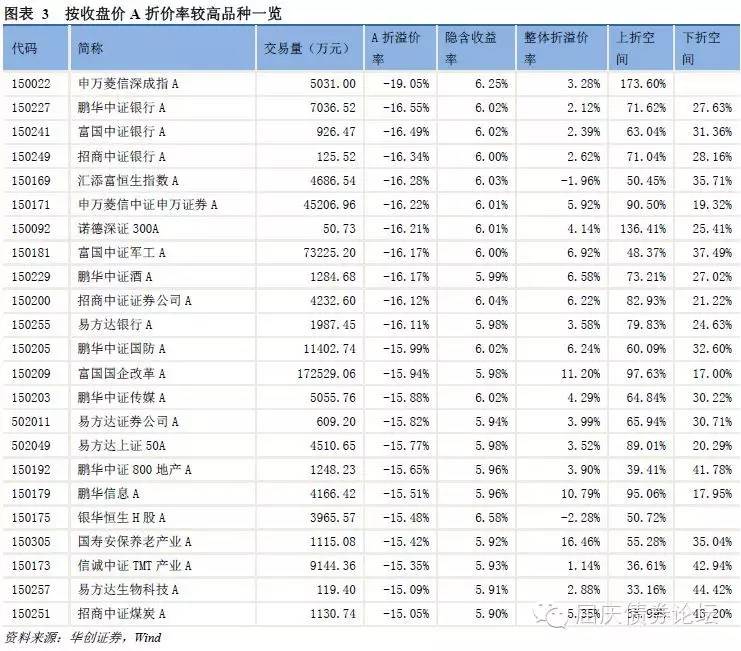 图表 3 按收盘价 A 折价率较高品种一览
代码 简称 交易量（万元） A 折溢价率 隐含收益率 整体折溢价率 上折空间 下折空间
150022 申万菱信深成指 A 5031.00 -19.05% 6.25% 3.28% 173.60%
150227 鹏华中证银行 A 7036.52 -16.55% 6.02% 2.12% 71.62% 27.63%
150241 富国中证银行 A 926.47 -16.49% 6.02% 2.39% 63.04% 31.36%
150249 招商中证银行 A 125.52 -16.34% 6.00% 2.62% 71.04% 28.16%
150169 汇添富恒生指数 A 4686.54 -16.28% 6.03% -1.96% 50.45% 35.71%
150171 申万菱信中证申万证券 A 45206.96 -16.22% 6.01% 5.92% 90.50% 19.32%
150092 诺德深证 300A 50.73 -16.21% 6.01% 4.14% 136.41% 25.41%
150181 富国中证军工 A 73225.20 -16.17% 6.00% 6.92% 48.37% 37.49%
150229 鹏华中证酒 A 1284.68 -16.17% 5.99% 6.58% 73.21% 27.02%
150200 招商中证证券公司 A 4232.60 -16.12% 6.04% 6.22% 82.93% 21.22%
150255 易方达银行 A 1987.45 -16.11% 5.98% 3.58% 79.83% 24.63%
150205 鹏华中证国防 A 11402.74 -15.99% 6.02% 6.24% 60.09% 32.60%
150209 富国国企改革 A 172529.06 -15.94% 5.98% 11.20% 97.63% 17.00%
150203 鹏华中证传媒 A 5055.76 -15.88% 6.02% 4.29% 64.84% 30.22%
502011 易方达证券公司 A 609.20 -15.82% 5.94% 3.99% 65.94% 30.71%
502049 易方达上证 50A 4510.65 -15.77% 5.98% 3.52% 89.01% 20.29%
150192 鹏华中证 800 地产 A 1248.23 -15.65% 5.96% 3.90% 39.41% 41.78%
150179 鹏华信息 A 4166.42 -15.51% 5.96% 10.79% 95.06% 17.95%
150175 银华恒生 H 股 A 3965.57 -15.48% 6.58% -2.28% 50.72%
150305 国寿安保养老产业 A 1115.08 -15.42% 5.92% 16.46% 55.28% 35.04%
150173 信诚中证 TMT 产业 A 9144.36 -15.35% 5.93% 1.14% 36.61% 42.94%
150257 易方达生物科技 A 119.40 -15.09% 5.91% 2.88% 33.16% 44.42%
150251 招商中证煤炭 A 1130.74 -15.05% 5.90% 43.20%
屈庆债券论坛
资料来源：华创证券，Wind